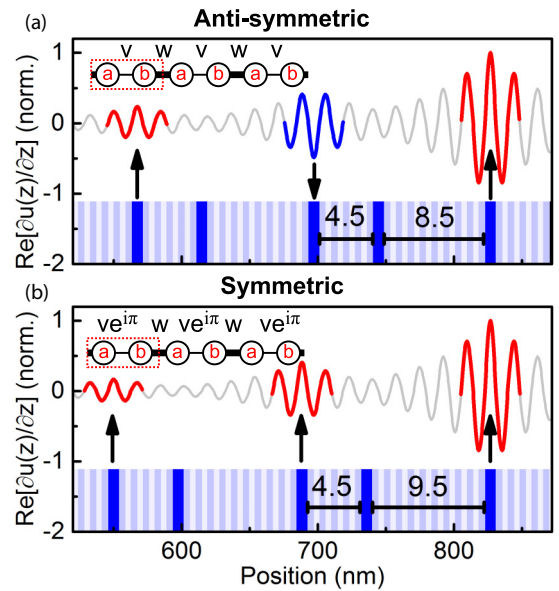 Anti-symmetric
(a)
v w v w v
a b a b a b
Re[∂u(z)/∂z] (norm.)
1
0
-1
-2
4.5 8.5
Symmetric
(b)
ve^{iπ} w ve^{iπ} w ve^{iπ}
a b a b a b
Re[∂u(z)/∂z] (norm.)
1
0
-1
-2
4.5 9.5
600 700 800
Position (nm)